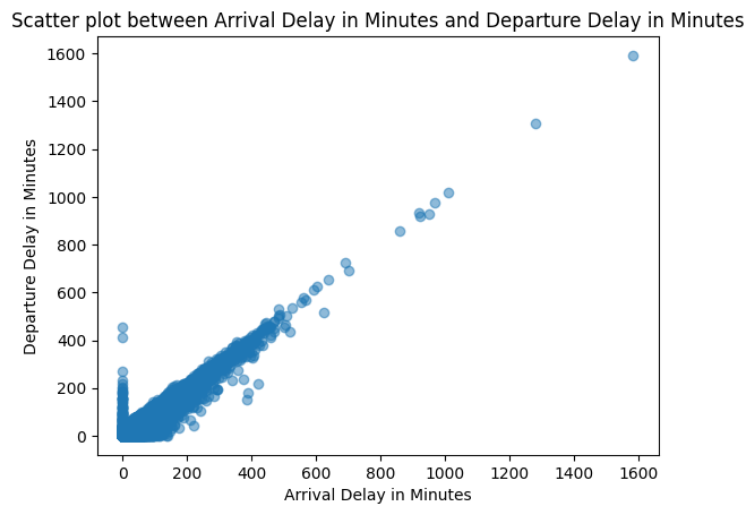 Scatter plot between Arrival Delay in Minutes and Departure Delay in Minutes
1600
1400
1200
1000
800
600
400
200
0
Departure Delay in Minutes
0 200 400 600 800 1000 1200 1400 1600
Arrival Delay in Minutes